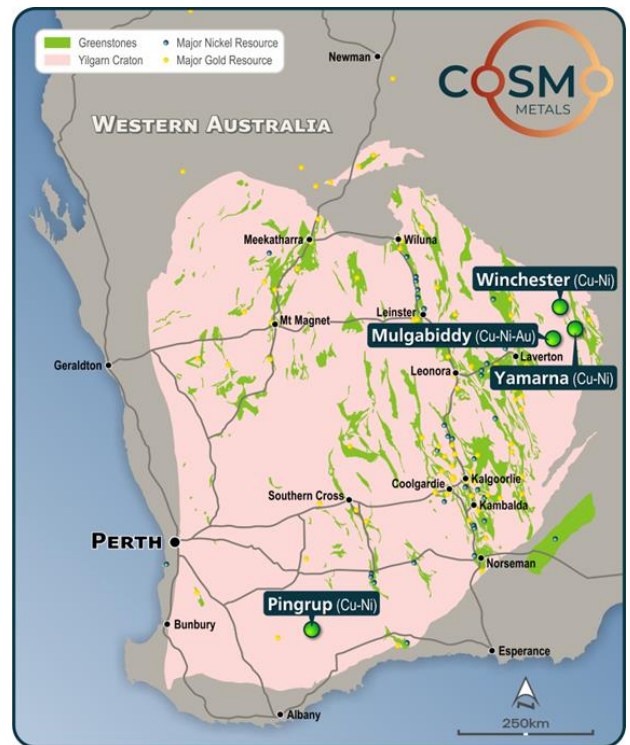 Greenstones
Major Nickel Resource
Yilgarn Craton
Major Gold Resource
Newman
COSMO
METALS
WESTERN AUSTRALIA
Meekatharra
Wiluna
Winchester (Cu-Ni)
Leinster
Mt Magnet
Mulgabiddy (Cu-Ni-Au)
Laverton
Geraldton
Leonora
Yamarna (Cu-Ni)
Kalgoorlie
Coolgardie
Southern Cross
Kambalda
PERTH
Norseman
Pingrup (Cu-Ni)
Bunbury
Esperance
Albany
250km